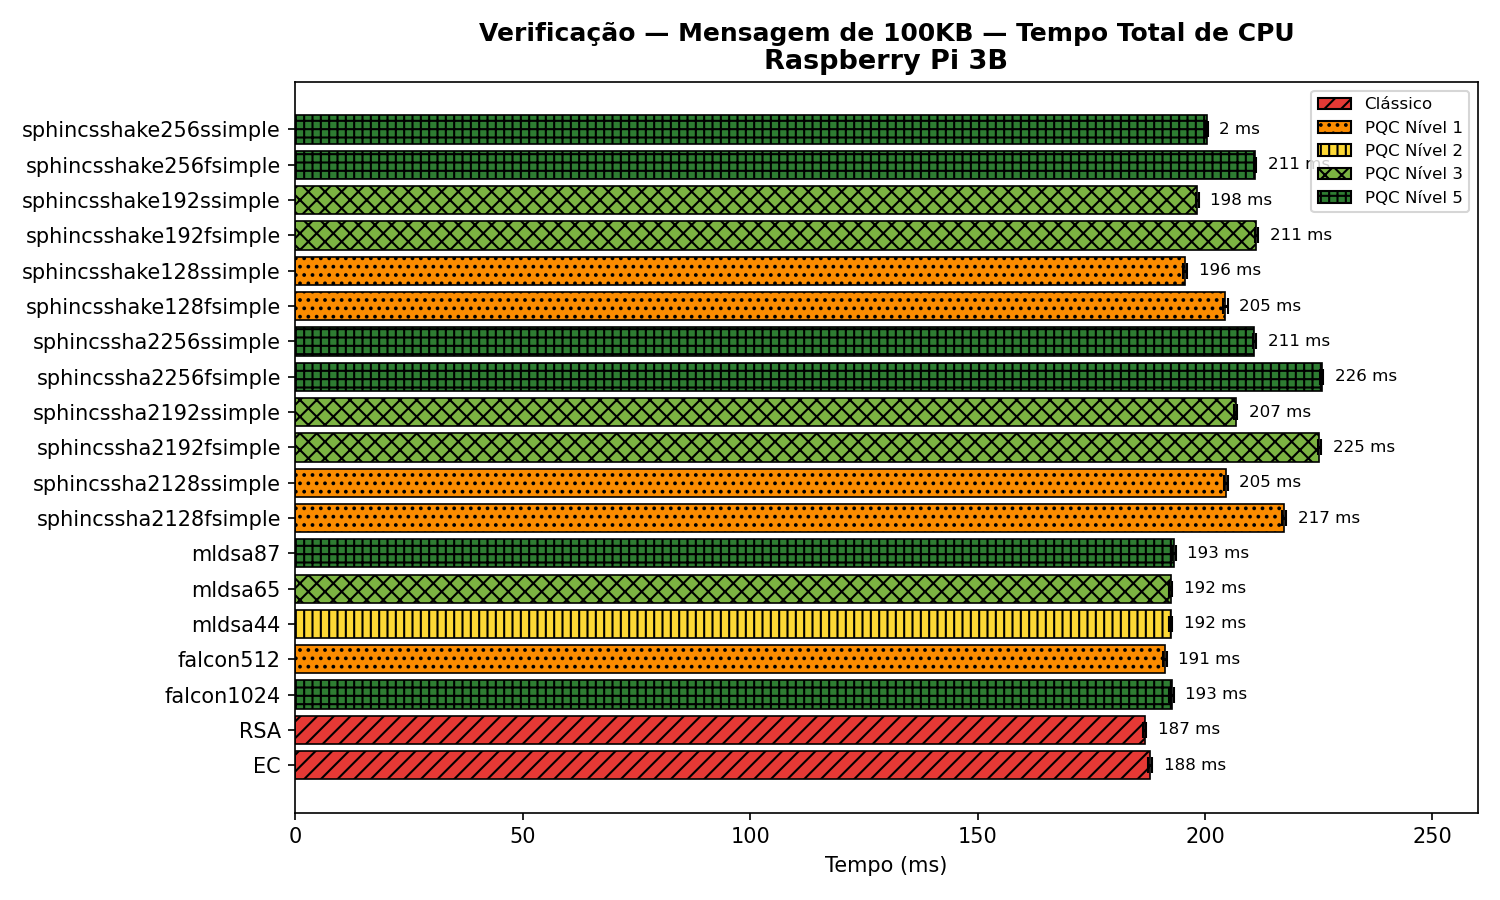 Verificação — Mensagem de 100KB — Tempo Total de CPU
Raspberry Pi 3B
Clássico
PQC Nível 1
PQC Nível 2
PQC Nível 3
PQC Nível 5
sphincsshake256ssimple 2 ms
sphincsshake256fsimple 211 ms
sphincsshake192ssimple 198 ms
sphincsshake192fsimple 211 ms
sphincsshake128ssimple 196 ms
sphincsshake128fsimple 205 ms
sphincssha2256ssimple 211 ms
sphincssha2256fsimple 226 ms
sphincssha2192ssimple 207 ms
sphincssha2192fsimple 225 ms
sphincssha2128ssimple 205 ms
sphincssha2128fsimple 217 ms
mldsa87 193 ms
mldsa65 192 ms
mldsa44 192 ms
falcon512 191 ms
falcon1024 193 ms
RSA 187 ms
EC 188 ms
0 50 100 150 200 250
Tempo (ms)